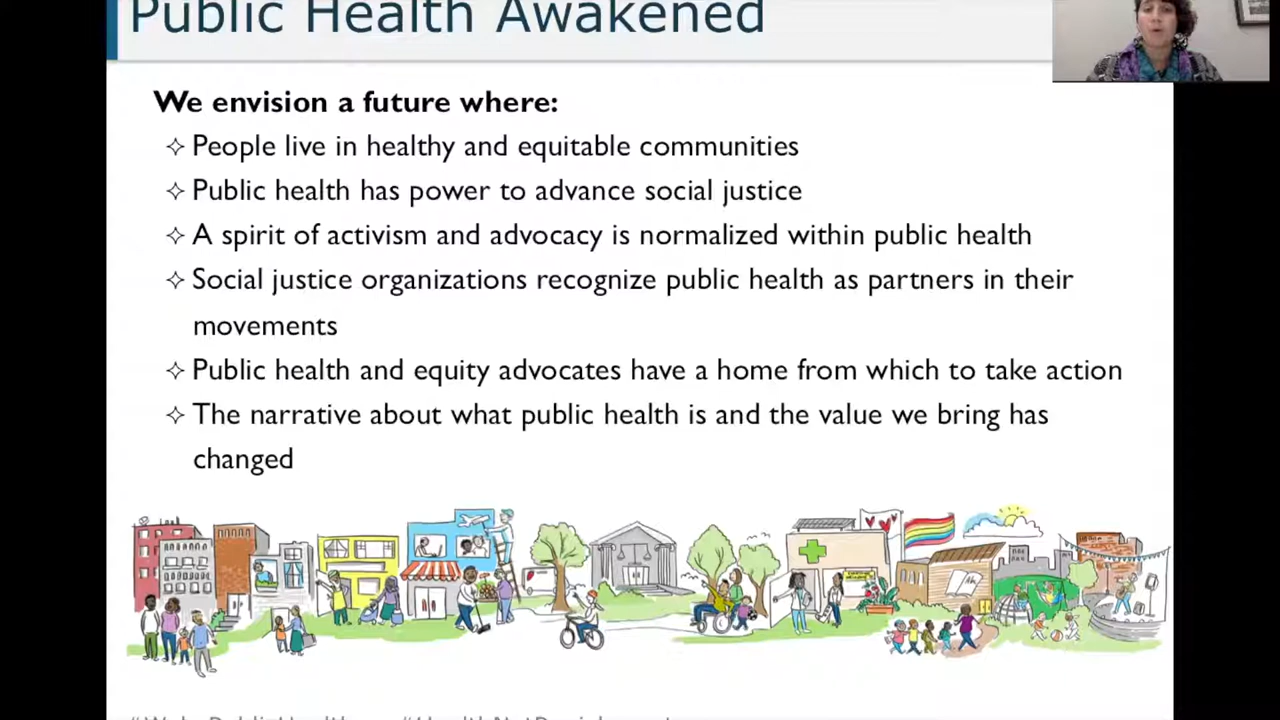 Public Health Awakened
We envision a future where:
✧ People live in healthy and equitable communities
✧ Public health has power to advance social justice
✧ A spirit of activism and advocacy is normalized within public health
✧ Social justice organizations recognize public health as partners in their
movements
✧ Public health and equity advocates have a home from which to take action
✧ The narrative about what public health is and the value we bring has
changed